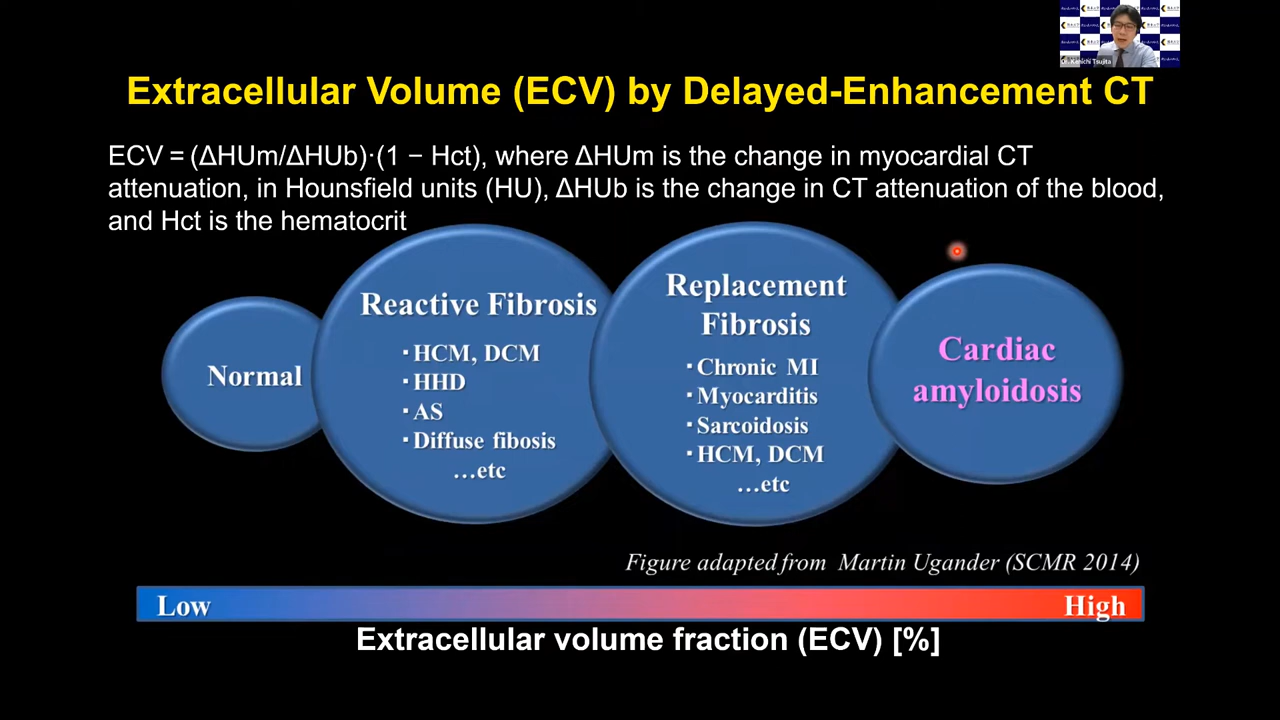 Dr. Kenichi Tsujita
Extracellular Volume (ECV) by Delayed-Enhancement CT
ECV = (ΔHUm/ΔHUb)·(1 − Hct), where ΔHUm is the change in myocardial CT
attenuation, in Hounsfield units (HU), ΔHUb is the change in CT attenuation of the blood,
and Hct is the hematocrit
Normal
Reactive Fibrosis
･HCM, DCM
･HHD
･AS
･Diffuse fibosis
…etc
Replacement
Fibrosis
･Chronic MI
･Myocarditis
･Sarcoidosis
･HCM, DCM
…etc
Cardiac
amyloidosis
Figure adapted from Martin Ugander (SCMR 2014)
Low
High
Extracellular volume fraction (ECV) [%]